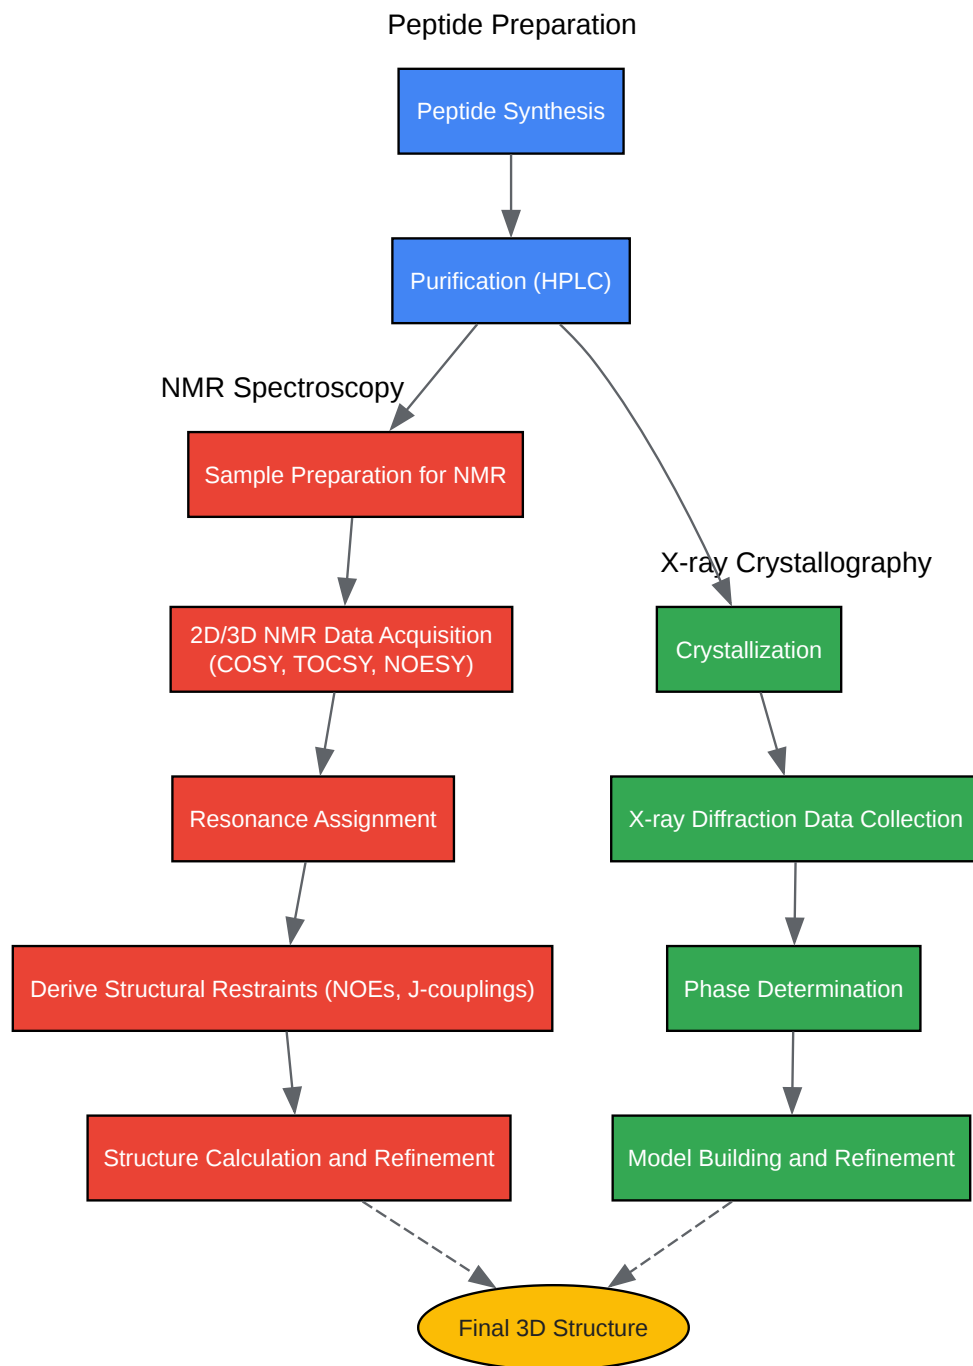 Peptide Preparation
Peptide Synthesis
Purification (HPLC)
NMR Spectroscopy
Sample Preparation for NMR
2D/3D NMR Data Acquisition
(COSY, TOCSY, NOESY)
Resonance Assignment
Derive Structural Restraints (NOEs, J-couplings)
Structure Calculation and Refinement
X-ray Crystallography
Crystallization
X-ray Diffraction Data Collection
Phase Determination
Model Building and Refinement
Final 3D Structure